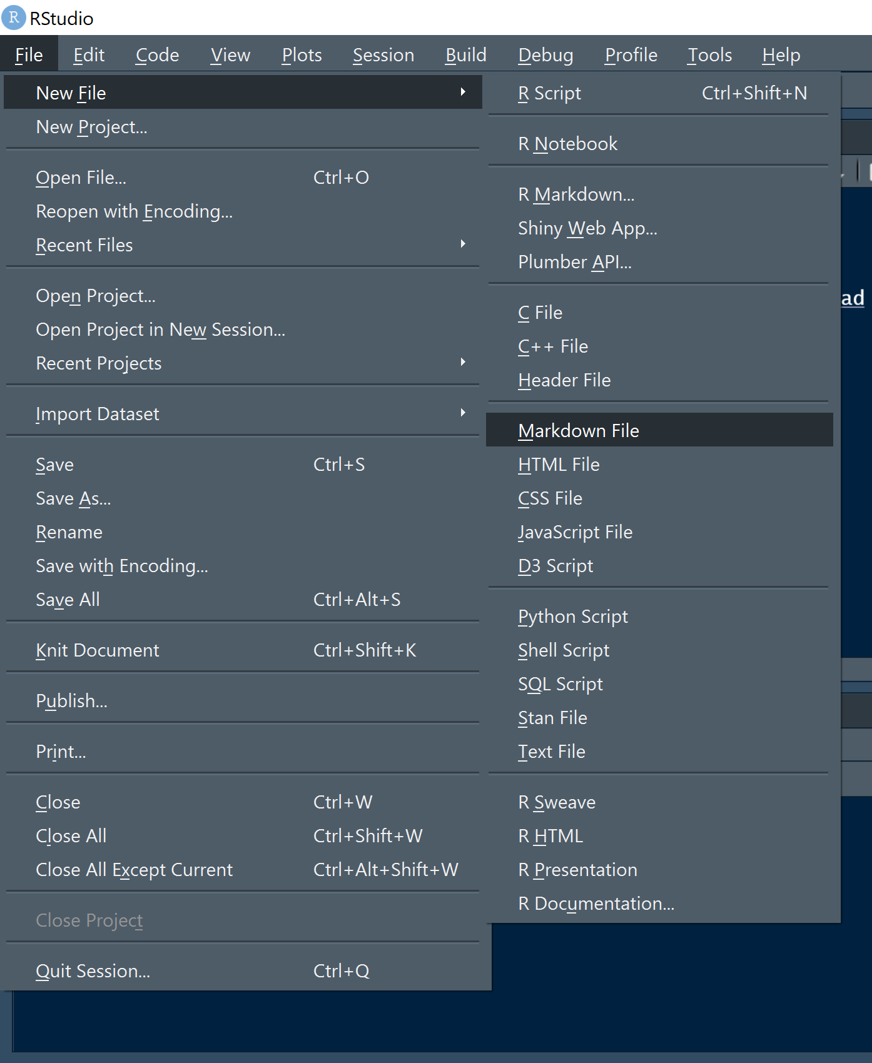 R RStudio
File Edit Code View Plots Session Build Debug Profile Tools Help
New File
New Project...
Open File... Ctrl+O
Reopen with Encoding...
Recent Files
Open Project...
Open Project in New Session...
Recent Projects
Import Dataset
Save Ctrl+S
Save As...
Rename
Save with Encoding...
Save All Ctrl+Alt+S
Knit Document Ctrl+Shift+K
Publish...
Print...
Close Ctrl+W
Close All Ctrl+Shift+W
Close All Except Current Ctrl+Alt+Shift+W
Close Project
Quit Session... Ctrl+Q
R Script Ctrl+Shift+N
R Notebook
R Markdown...
Shiny Web App...
Plumber API...
C File
C++ File
Header File
Markdown File
HTML File
CSS File
JavaScript File
D3 Script
Python Script
Shell Script
SQL Script
Stan File
Text File
R Sweave
R HTML
R Presentation
R Documentation...
ad